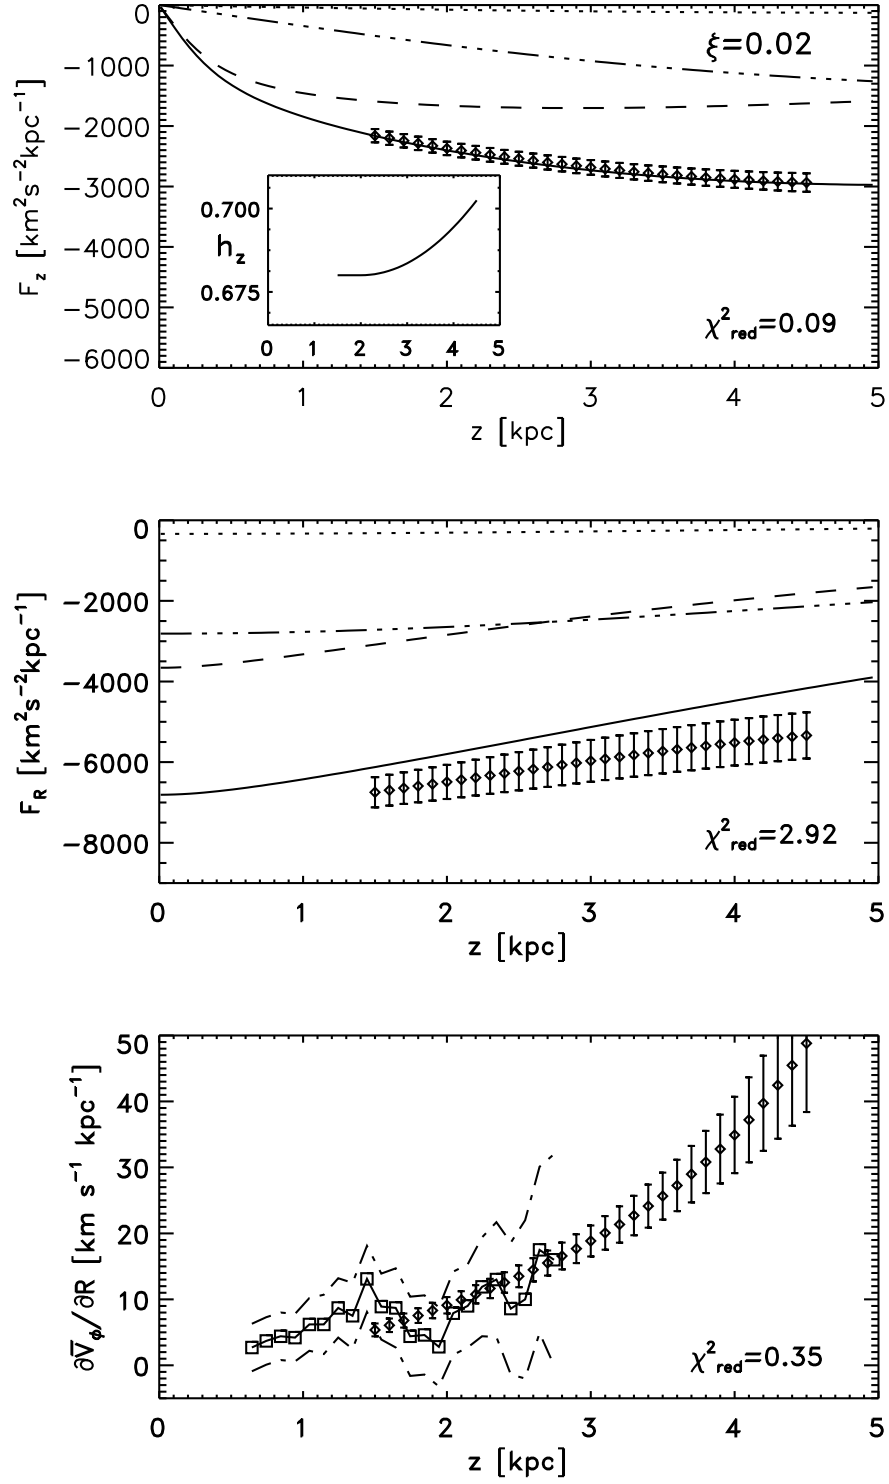 0
−1000
−2000
−3000
−4000
−5000
−6000
F_z [km²s⁻²kpc⁻¹]
ξ=0.02
0.700
h_z
0.675
0 1 2 3 4 5
χ²_red=0.09
0 1 2 3 4 5
z [kpc]
0
−2000
−4000
−6000
−8000
F_R [km²s⁻²kpc⁻¹]
χ²_red=2.92
0 1 2 3 4 5
z [kpc]
50
40
30
20
10
0
∂V̅_ϕ/∂R [km s⁻¹ kpc⁻¹]
χ²_red=0.35
0 1 2 3 4 5
z [kpc]